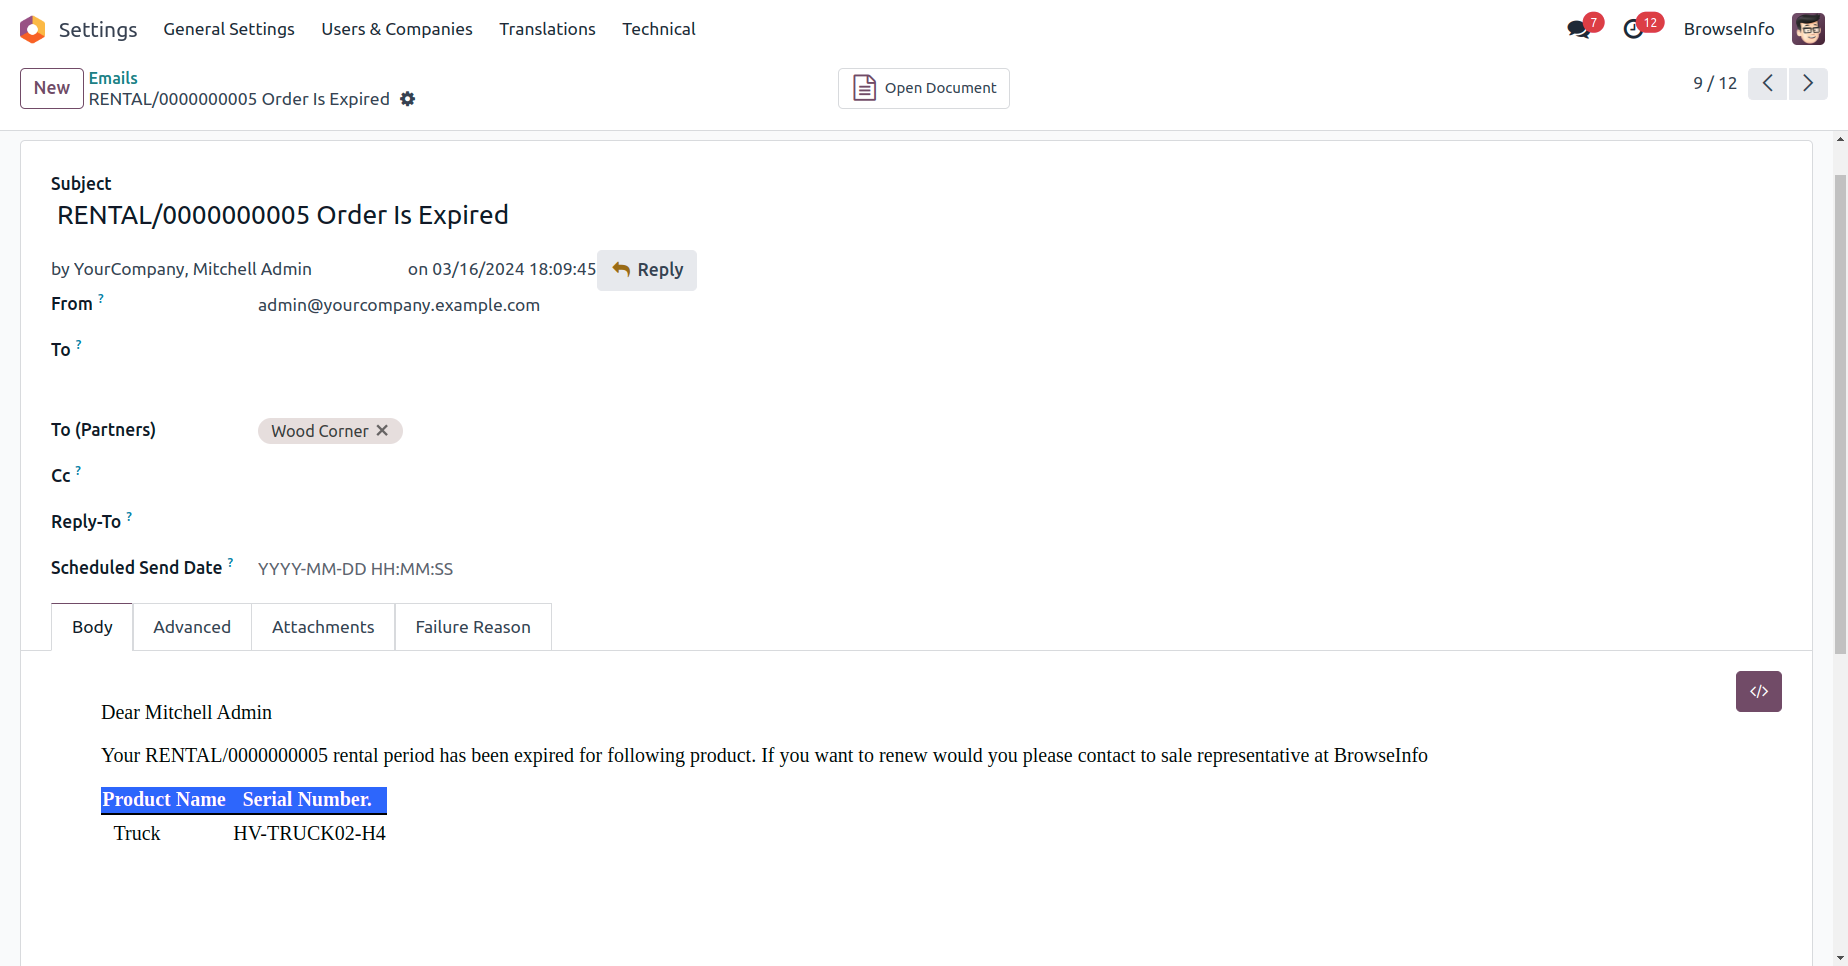 Settings General Settings Users & Companies Translations Technical 7 12 BrowseInfo
New Emails
RENTAL/0000000005 Order Is Expired
Open Document
9 / 12
Subject
RENTAL/0000000005 Order Is Expired
by YourCompany, Mitchell Admin on 03/16/2024 18:09:45 Reply
From ? admin@yourcompany.example.com
To ?
To (Partners) Wood Corner ✕
Cc ?
Reply-To ?
Scheduled Send Date ? YYYY-MM-DD HH:MM:SS
Body Advanced Attachments Failure Reason
</>
Dear Mitchell Admin
Your RENTAL/0000000005 rental period has been expired for following product. If you want to renew would you please contact to sale representative at BrowseInfo
Product Name Serial Number.
Truck HV-TRUCK02-H4